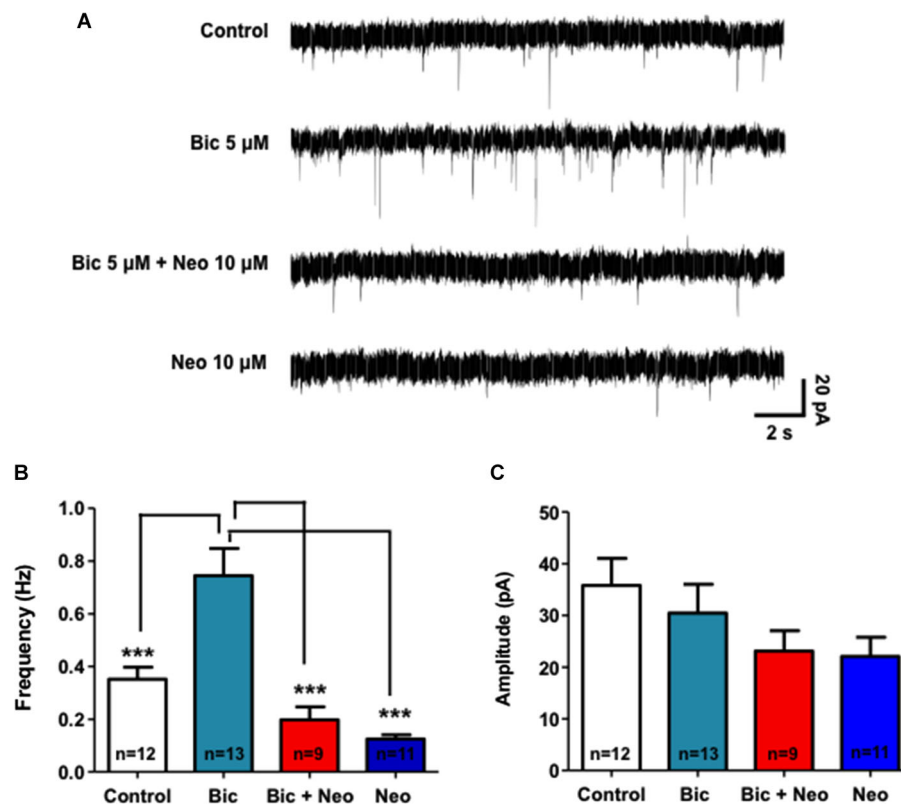 A
Control
Bic 5 µM
Bic 5 µM + Neo 10 µM
Neo 10 µM
20 pA
2 s
B
Frequency (Hz)
1.0
0.8
0.6
0.4
0.2
0.0
***
***
***
n=12
n=13
n=9
n=11
Control
Bic
Bic + Neo
Neo
C
Amplitude (pA)
50
40
30
20
10
0
n=12
n=13
n=9
n=11
Control
Bic
Bic + Neo
Neo